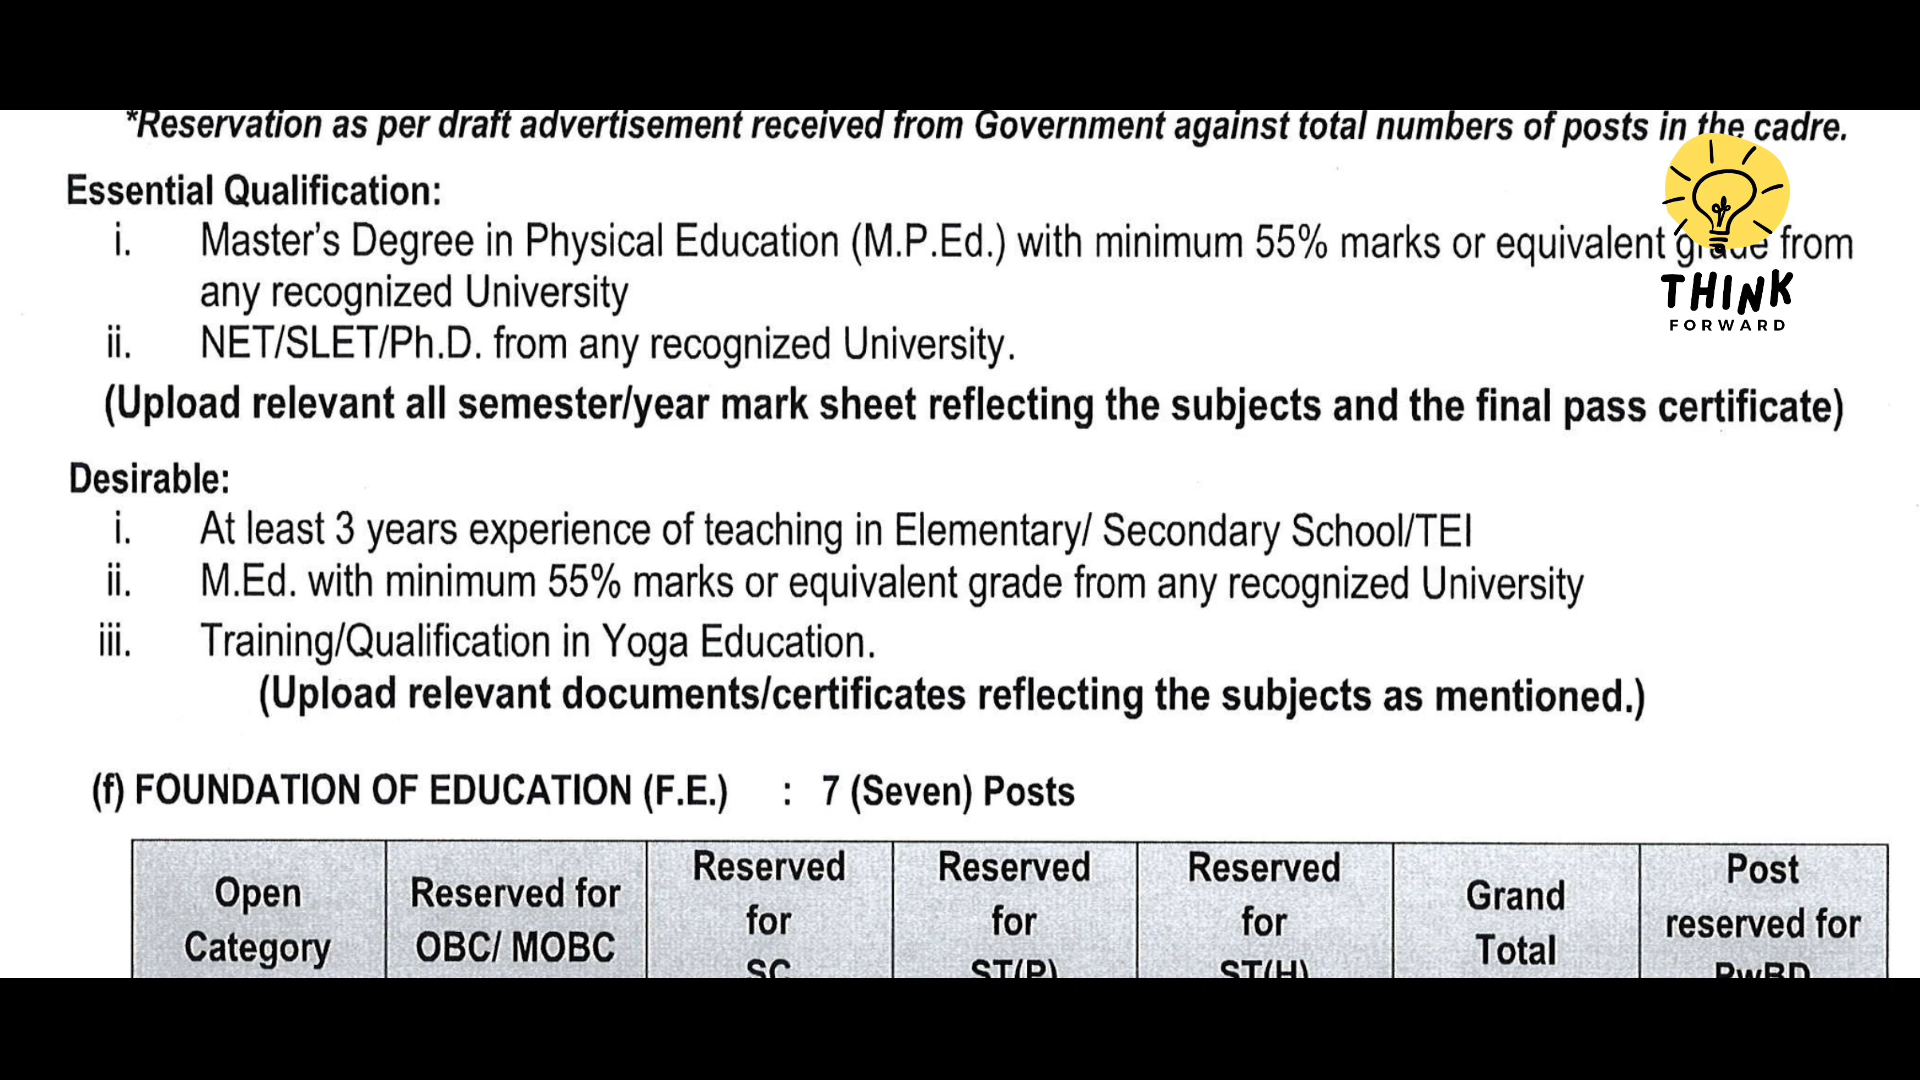 *Reservation as per draft advertisement received from Government against total numbers of posts in the cadre.
Essential Qualification:
i. Master's Degree in Physical Education (M.P.Ed.) with minimum 55% marks or equivalent grade from
any recognized University
ii. NET/SLET/Ph.D. from any recognized University.
(Upload relevant all semester/year mark sheet reflecting the subjects and the final pass certificate)
Desirable:
i. At least 3 years experience of teaching in Elementary/ Secondary School/TEI
ii. M.Ed. with minimum 55% marks or equivalent grade from any recognized University
iii. Training/Qualification in Yoga Education.
(Upload relevant documents/certificates reflecting the subjects as mentioned.)
(f) FOUNDATION OF EDUCATION (F.E.) : 7 (Seven) Posts
Open
Category
Reserved for
OBC/ MOBC
Reserved
for
SC
Reserved
for
ST(P)
Reserved
for
ST(H)
Grand
Total
Post
reserved for
PwBD
THINK
FORWARD